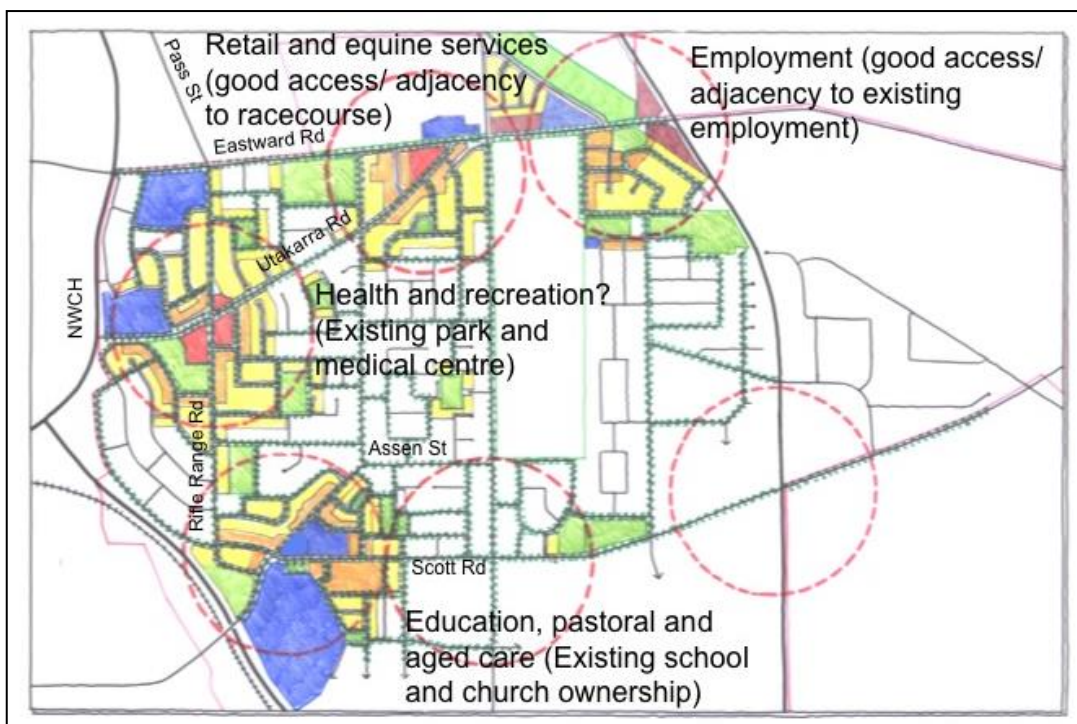 Pass St
Retail and equine services
(good access/ adjacency
to racecourse)
Employment (good access/
adjacency to existing
employment)
Eastward Rd
Utakarra Rd
NWCH
Health and recreation?
(Existing park and
medical centre)
Rifle Range Rd
Assen St
Scott Rd
Education, pastoral and
aged care (Existing school
and church ownership)